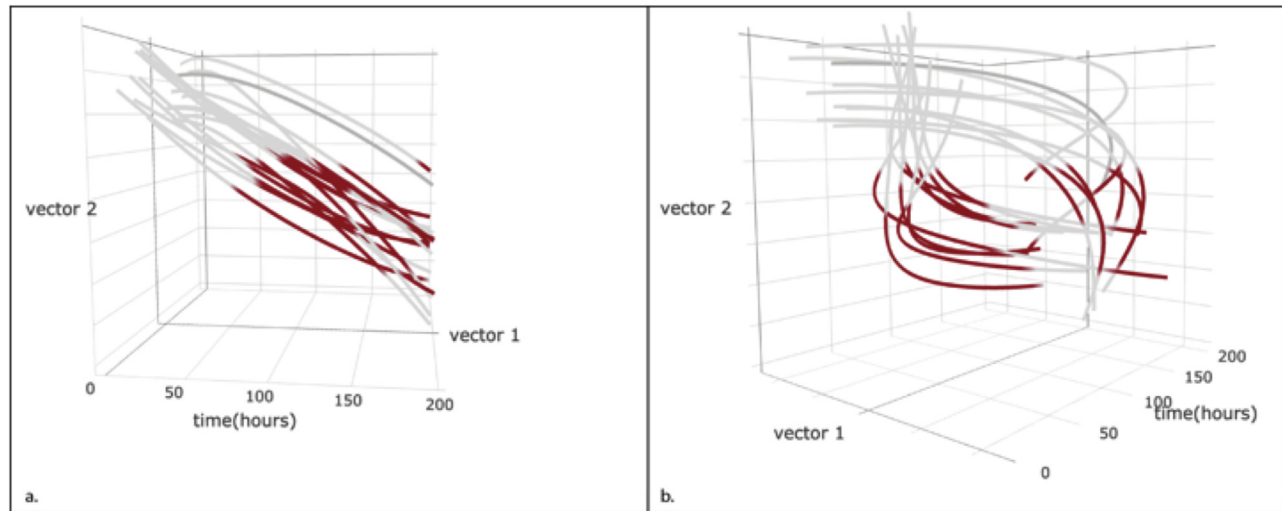 vector 2
vector 1
0
50
100
150
200
time(hours)
a.
vector 2
vector 1
200
150
100
time(hours)
50
0
b.